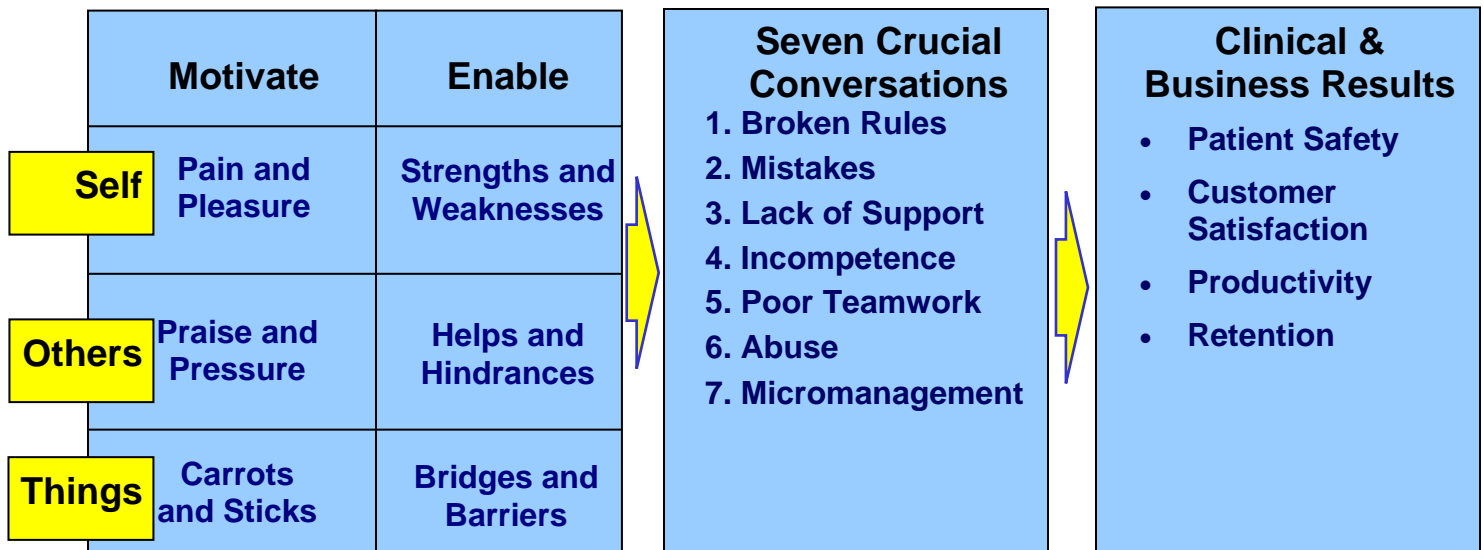 Motivate
Enable
Self
Pain and
Pleasure
Strengths and
Weaknesses
Others
Praise and
Pressure
Helps and
Hindrances
Things
Carrots
and Sticks
Bridges and
Barriers
Seven Crucial
Conversations
1. Broken Rules
2. Mistakes
3. Lack of Support
4. Incompetence
5. Poor Teamwork
6. Abuse
7. Micromanagement
Clinical &
Business Results
• Patient Safety
• Customer
Satisfaction
• Productivity
• Retention